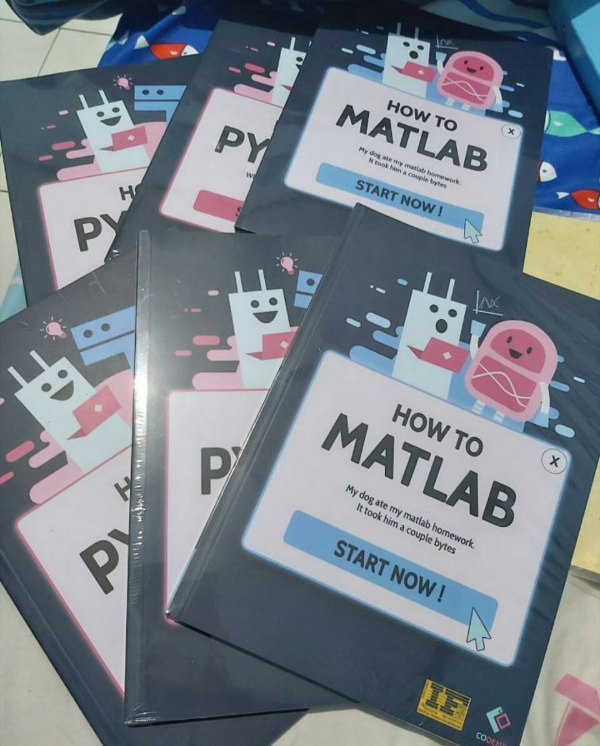 HOW TO
MATLAB
X
My dog ate my matlab homework.
It took him a couple bytes
START NOW !
PY
PY
HOW TO
MATLAB
X
My dog ate my matlab homework.
It took him a couple bytes
START NOW !
PY
PY